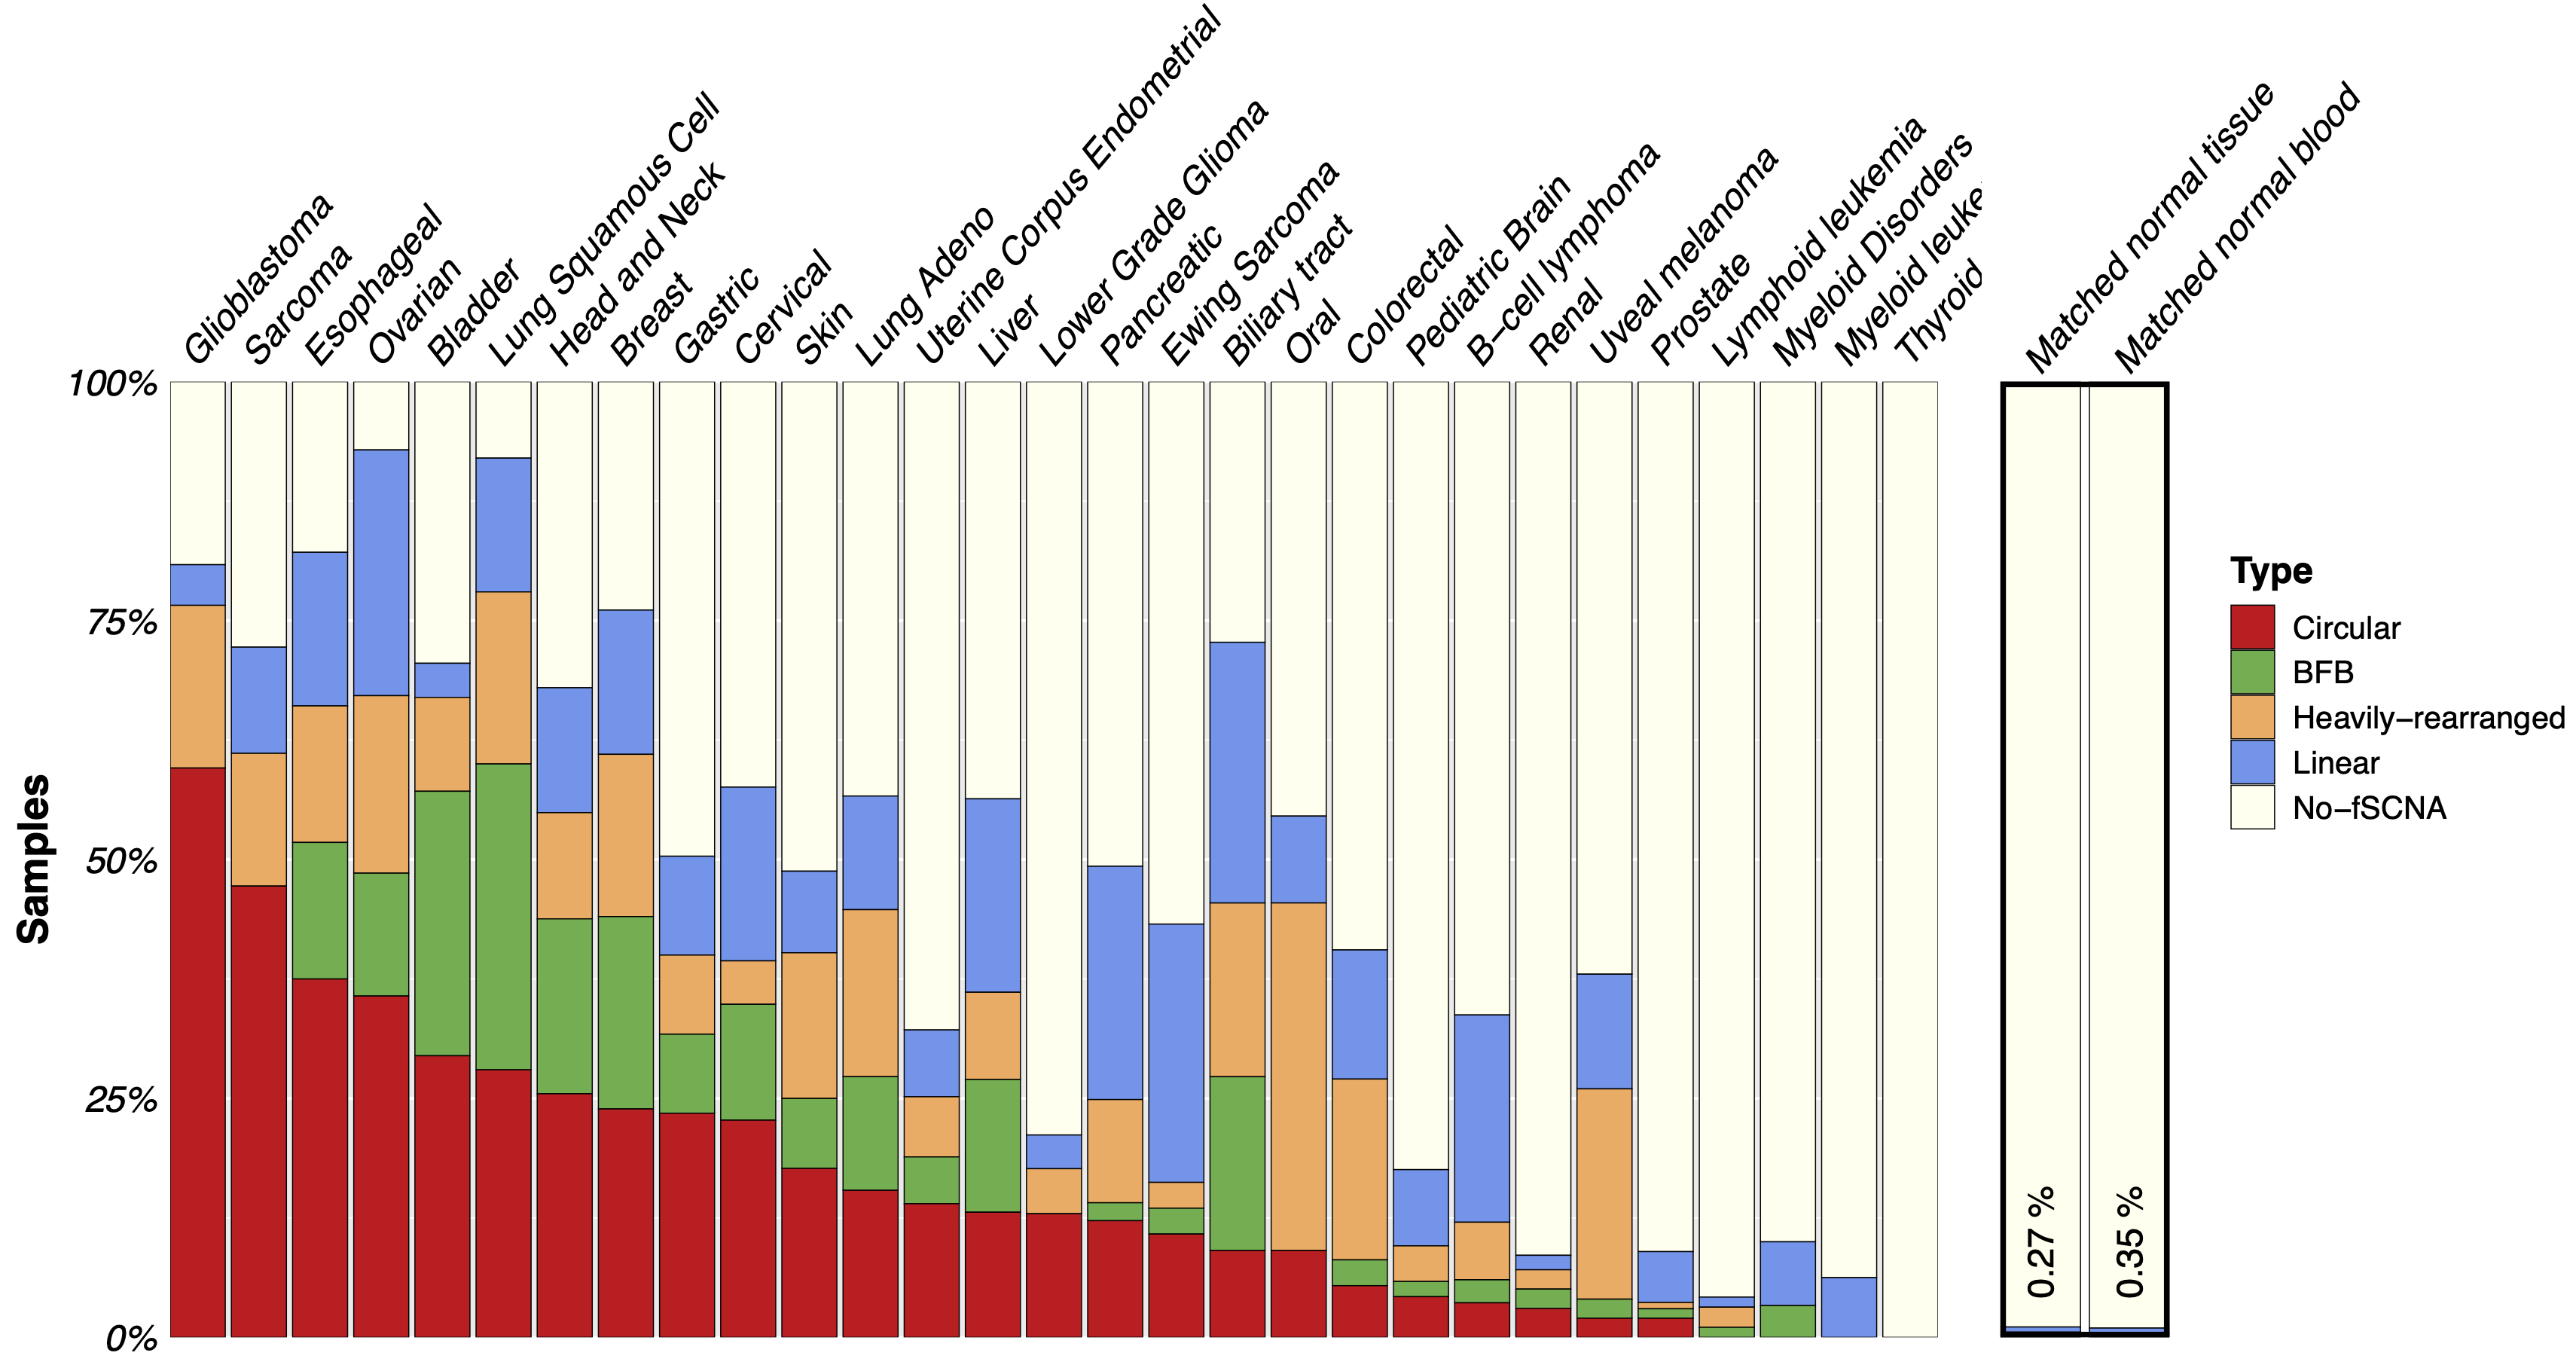 Glioblastoma
Sarcoma
Esophageal
Ovarian
Bladder
Lung Squamous Cell
Head and Neck
Breast
Gastric
Cervical
Skin
Lung Adeno
Uterine Corpus Endometrial
Liver
Lower Grade Glioma
Pancreatic
Ewing Sarcoma
Biliary tract
Oral
Colorectal
Pediatric Brain
B−cell lymphoma
Renal
Uveal melanoma
Prostate
Lymphoid leukemia
Myeloid Disorders
Myeloid leuke
Thyroid
Matched normal tissue
Matched normal blood
100%
75%
50%
25%
0%
Samples
0.27 %
0.35 %
Type
Circular
BFB
Heavily−rearranged
Linear
No−fSCNA